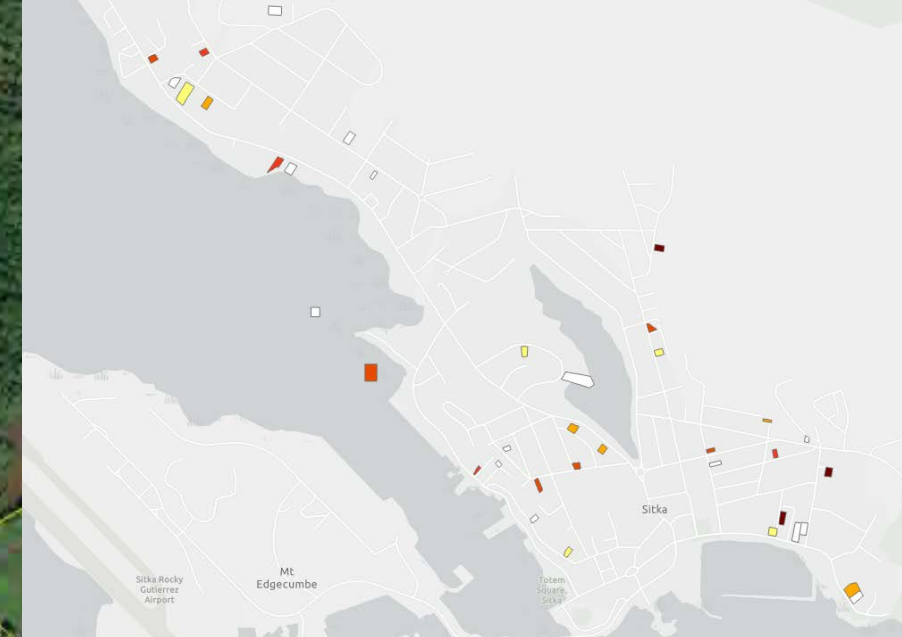 Sitka
Mt
Edgecumbe
Sitka Rocky
Gutierrez
Airport
Totem
Square,
Sitka